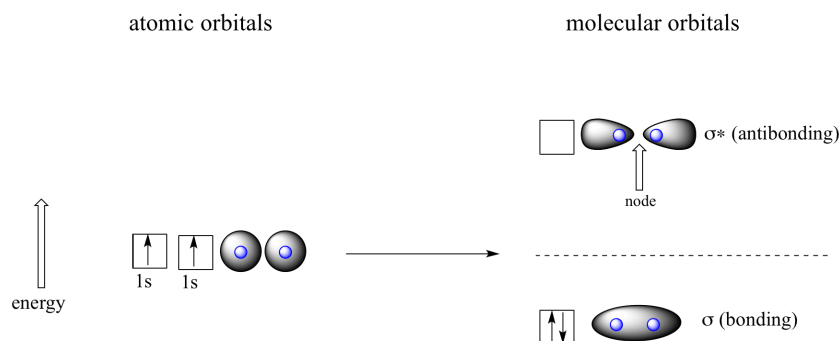 atomic orbitals
molecular orbitals
σ* (antibonding)
node
1s
1s
energy
σ (bonding)